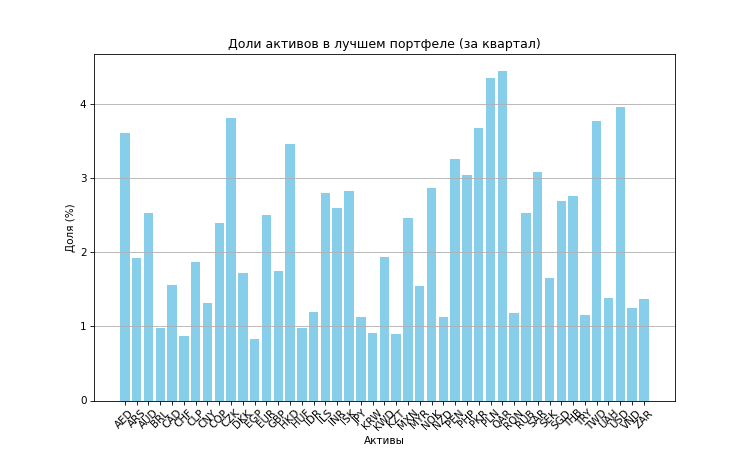 Доли активов в лучшем портфеле (за квартал)
Доля (%)
4
3
2
1
0
AED ARS AUD BRL CAD CHF CLP CNY COP CZK DKK EGP EUR GBP HKD HUF IDR ILS INR ISK JPY KRW KWD KZT MXN MYR NOK NZD PEN PHP PKR PLN QAR RON RUB SAR SEK SGD THB TRY TWD UAH USD VND ZAR
Активы